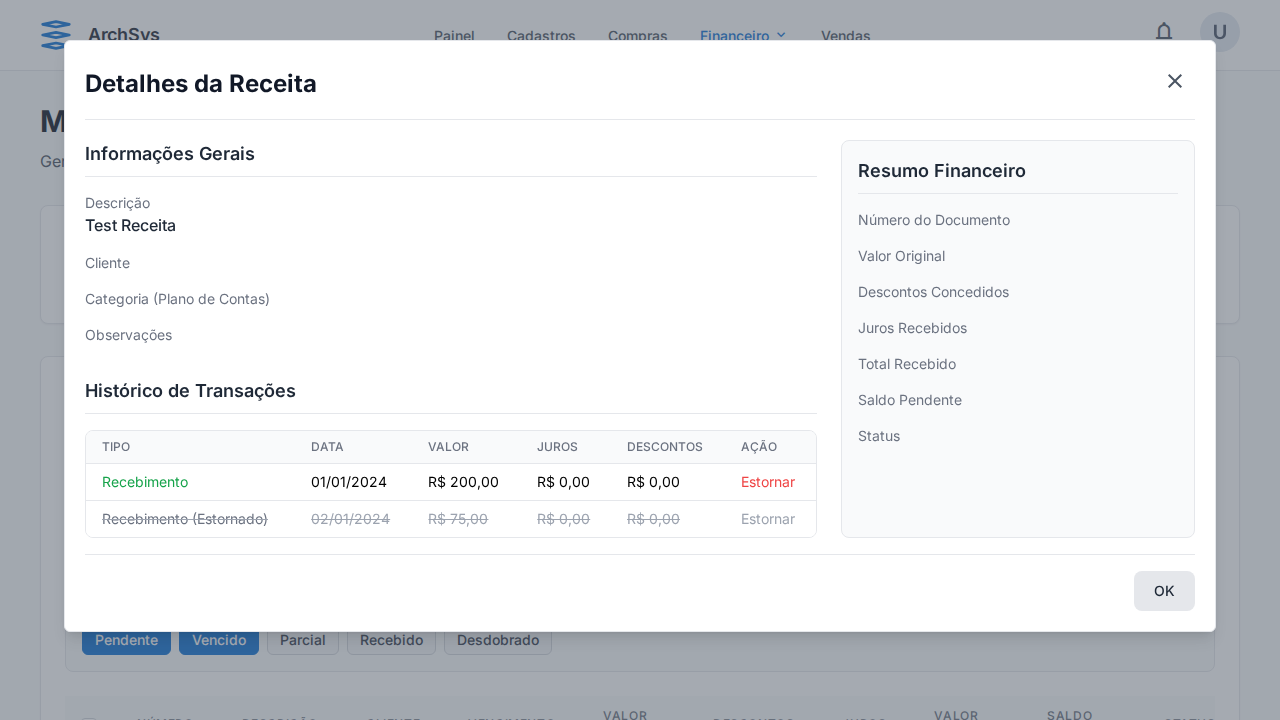 ArchSys
Painel Cadastros Compras Financeiro Vendas
U
Detalhes da Receita
Informações Gerais
Descrição
Test Receita
Cliente
Categoria (Plano de Contas)
Observações
Histórico de Transações
TIPO DATA VALOR JUROS DESCONTOS AÇÃO
Recebimento 01/01/2024 R$ 200,00 R$ 0,00 R$ 0,00 Estornar
Recebimento (Estornado) 02/01/2024 R$ 75,00 R$ 0,00 R$ 0,00 Estornar
Resumo Financeiro
Número do Documento
Valor Original
Descontos Concedidos
Juros Recebidos
Total Recebido
Saldo Pendente
Status
OK
Pendente Vencido Parcial Recebido Desdobrado
VALOR VALOR SALDO